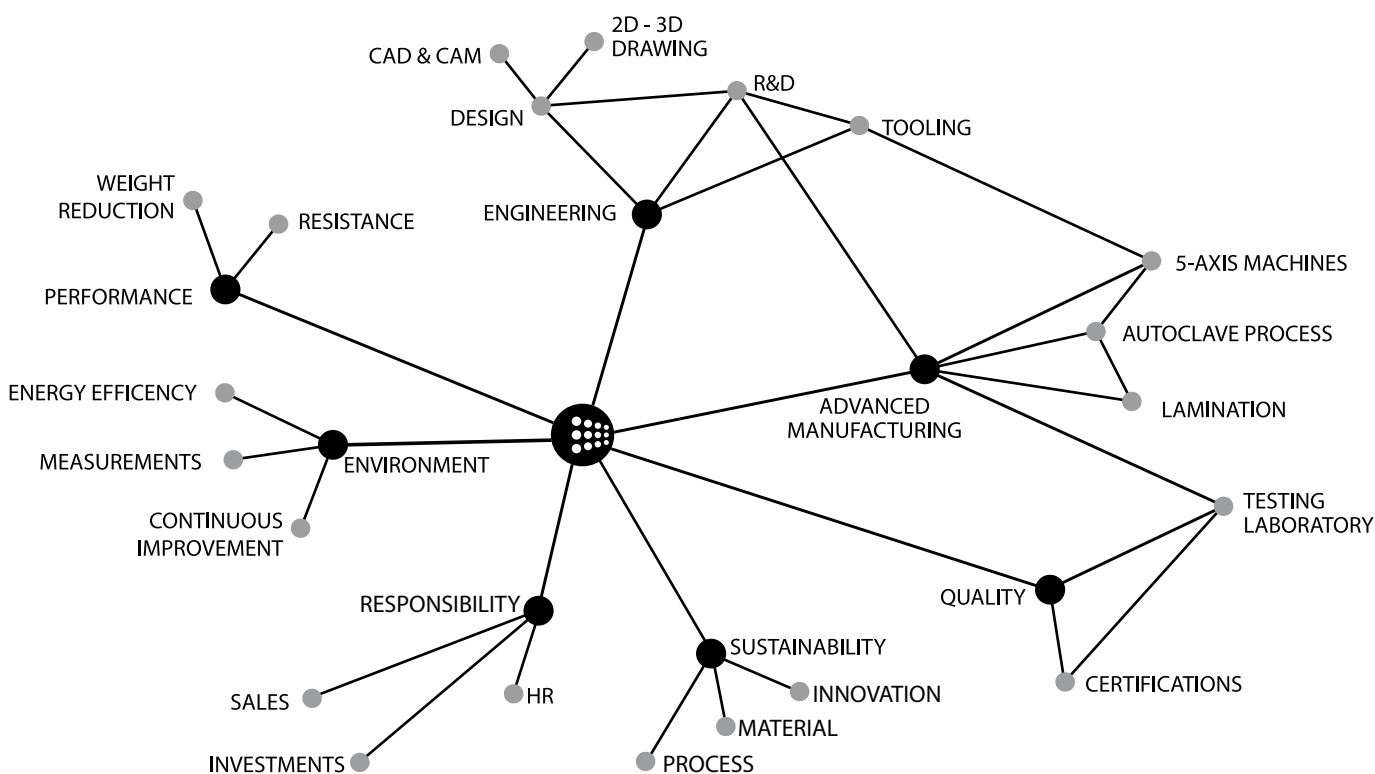 2D - 3D
DRAWING
CAD & CAM
R&D
DESIGN
TOOLING
WEIGHT
REDUCTION
RESISTANCE
ENGINEERING
5-AXIS MACHINES
PERFORMANCE
AUTOCLAVE PROCESS
ENERGY EFFICENCY
ADVANCED
MANUFACTURING
LAMINATION
MEASUREMENTS
ENVIRONMENT
CONTINUOUS
IMPROVEMENT
TESTING
LABORATORY
RESPONSIBILITY
QUALITY
SUSTAINABILITY
SALES
HR
INNOVATION
CERTIFICATIONS
MATERIAL
INVESTMENTS
PROCESS